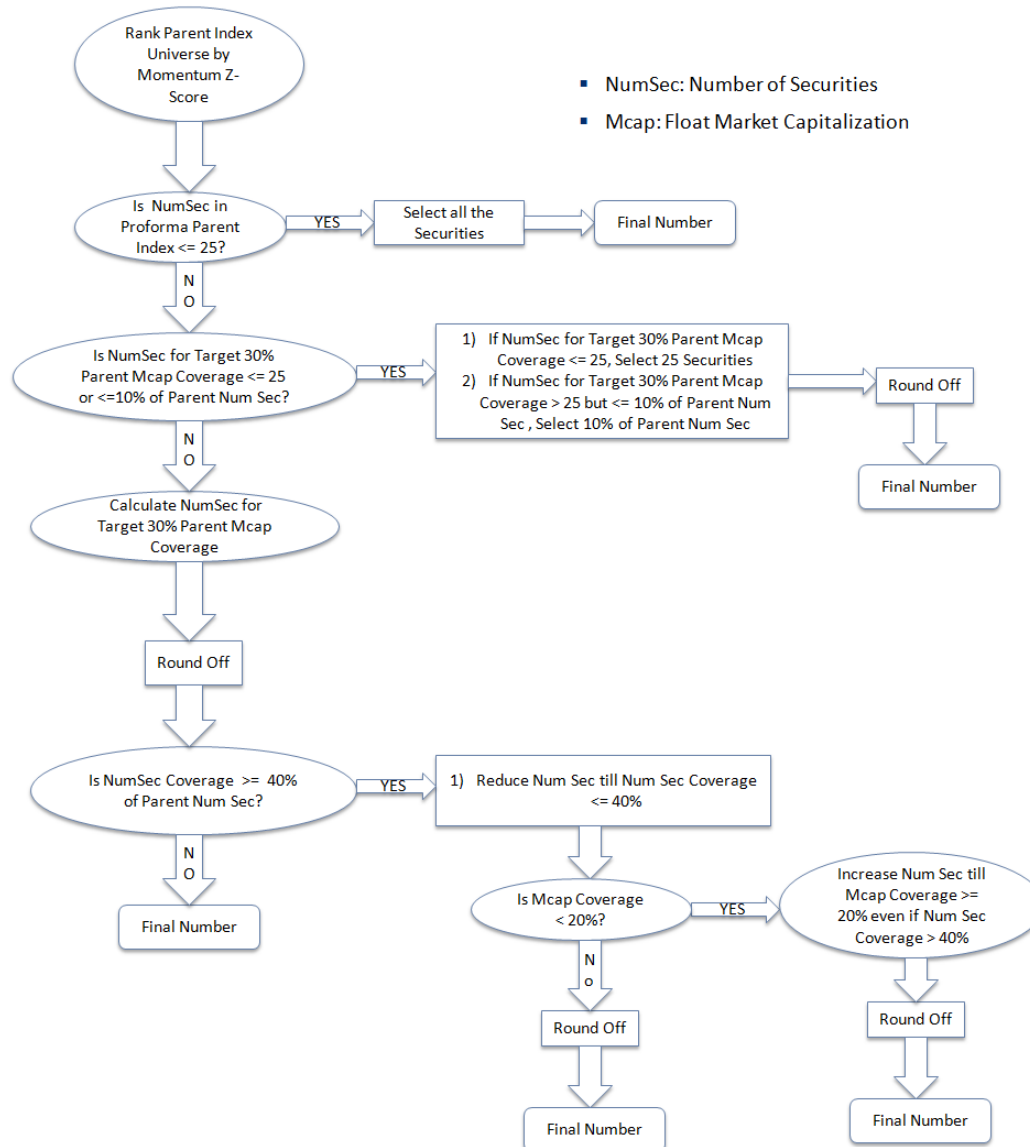 Rank Parent Index
Universe by
Momentum Z-
Score
▪ NumSec: Number of Securities
▪ Mcap: Float Market Capitalization
Is NumSec in
Proforma Parent
Index <= 25?
YES
Select all the
Securities
Final Number
N
O
Is NumSec for Target 30%
Parent Mcap Coverage <= 25
or <=10% of Parent Num Sec?
YES
1) If NumSec for Target 30% Parent Mcap
Coverage <= 25, Select 25 Securities
2) If NumSec for Target 30% Parent Mcap
Coverage > 25 but <= 10% of Parent Num
Sec , Select 10% of Parent Num Sec
Round Off
Final Number
N
O
Calculate NumSec for
Target 30% Parent Mcap
Coverage
Round Off
Is NumSec Coverage >= 40%
of Parent Num Sec?
YES
1) Reduce Num Sec till Num Sec Coverage
<= 40%
N
O
Final Number
Is Mcap Coverage
< 20%?
YES
Increase Num Sec till
Mcap Coverage >=
20% even if Num Sec
Coverage > 40%
N
o
Round Off
Final Number
Round Off
Final Number